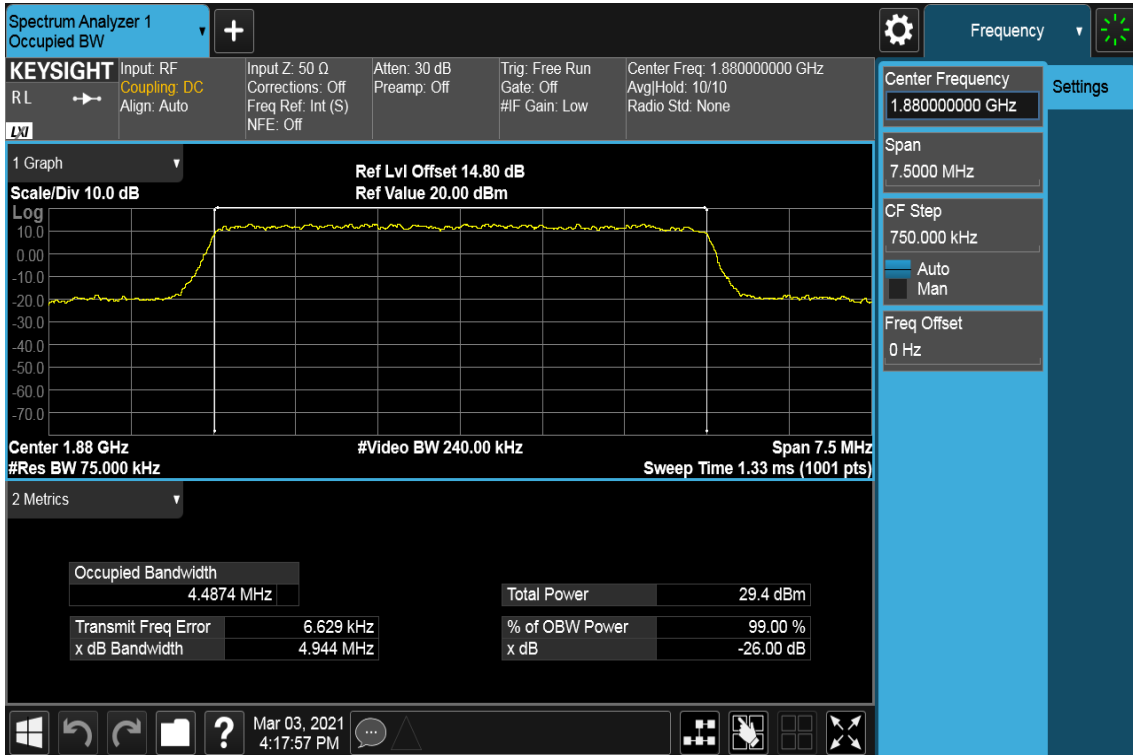 Spectrum Analyzer 1
Occupied BW
+
Frequency
KEYSIGHT
R L
LXI
Input: RF
Coupling: DC
Align: Auto
Input Z: 50 Ω
Corrections: Off
Freq Ref: Int (S)
NFE: Off
Atten: 30 dB
Preamp: Off
Trig: Free Run
Gate: Off
#IF Gain: Low
Center Freq: 1.880000000 GHz
Avg|Hold: 10/10
Radio Std: None
Center Frequency
1.880000000 GHz
Settings
Span
7.5000 MHz
CF Step
750.000 kHz
Auto
Man
Freq Offset
0 Hz
1 Graph
Ref Lvl Offset 14.80 dB
Scale/Div 10.0 dB
Ref Value 20.00 dBm
Log
10.0
0.00
-10.0
-20.0
-30.0
-40.0
-50.0
-60.0
-70.0
Center 1.88 GHz
#Video BW 240.00 kHz
Span 7.5 MHz
#Res BW 75.000 kHz
Sweep Time 1.33 ms (1001 pts)
2 Metrics
Occupied Bandwidth
4.4874 MHz
Total Power 29.4 dBm
Transmit Freq Error 6.629 kHz
% of OBW Power 99.00 %
x dB Bandwidth 4.944 MHz
x dB -26.00 dB
?
Mar 03, 2021
4:17:57 PM